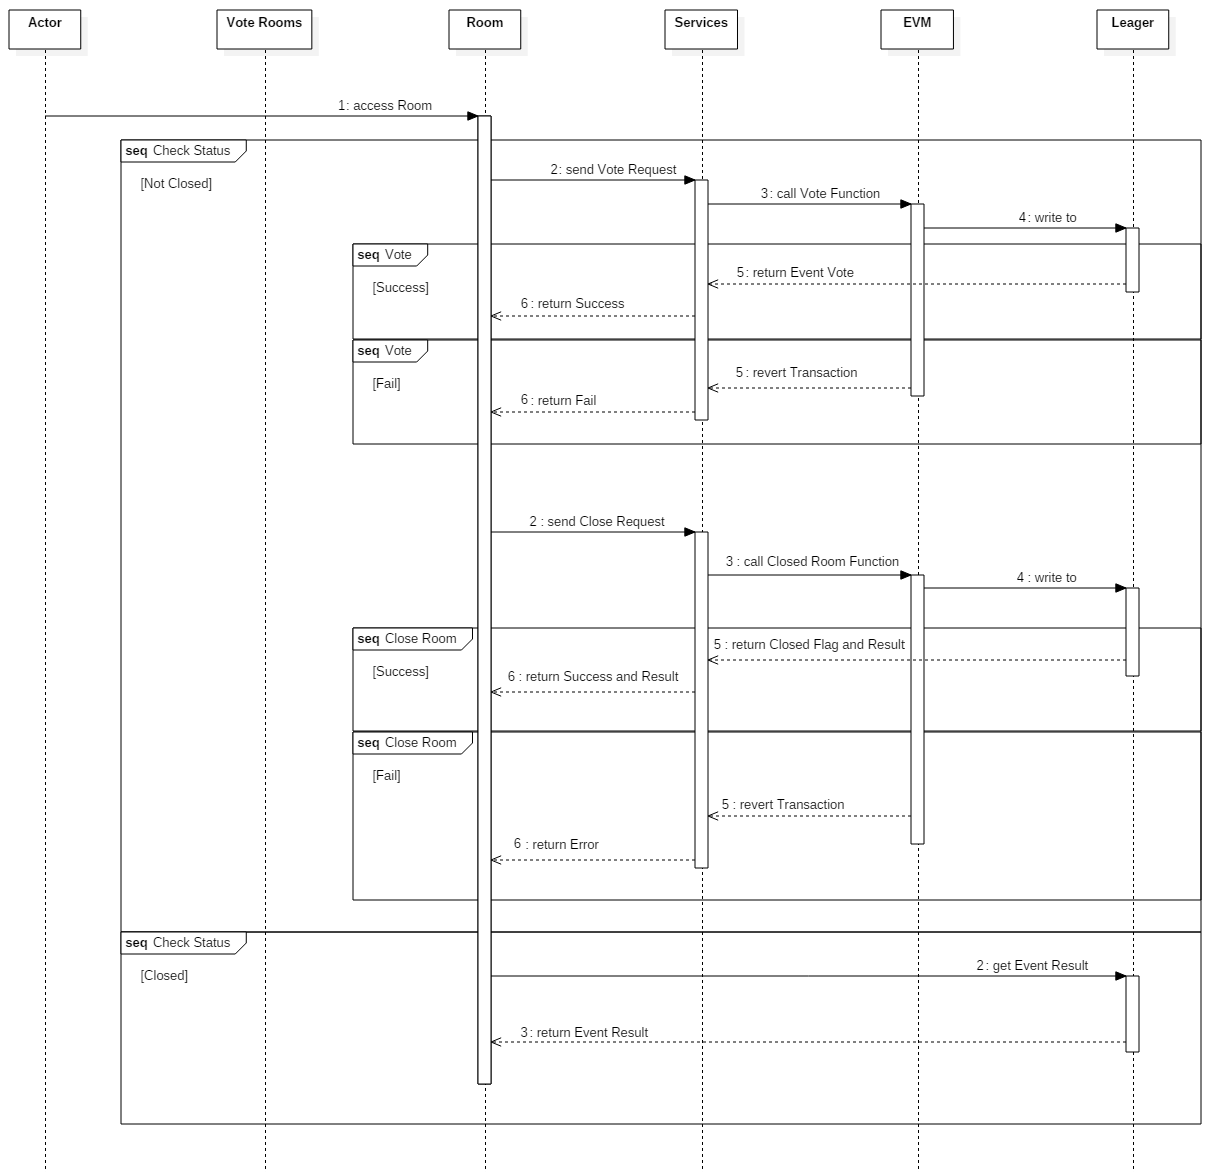 Actor
Vote Rooms
Room
Services
EVM
Leager
1: access Room
seq Check Status
[Not Closed]
2: send Vote Request
3: call Vote Function
4: write to
seq Vote
[Success]
5: return Event Vote
6: return Success
seq Vote
[Fail]
5: revert Transaction
6: return Fail
2 : send Close Request
3 : call Closed Room Function
4 : write to
seq Close Room
[Success]
5 : return Closed Flag and Result
6 : return Success and Result
seq Close Room
[Fail]
5 : revert Transaction
6 : return Error
seq Check Status
[Closed]
2: get Event Result
3: return Event Result